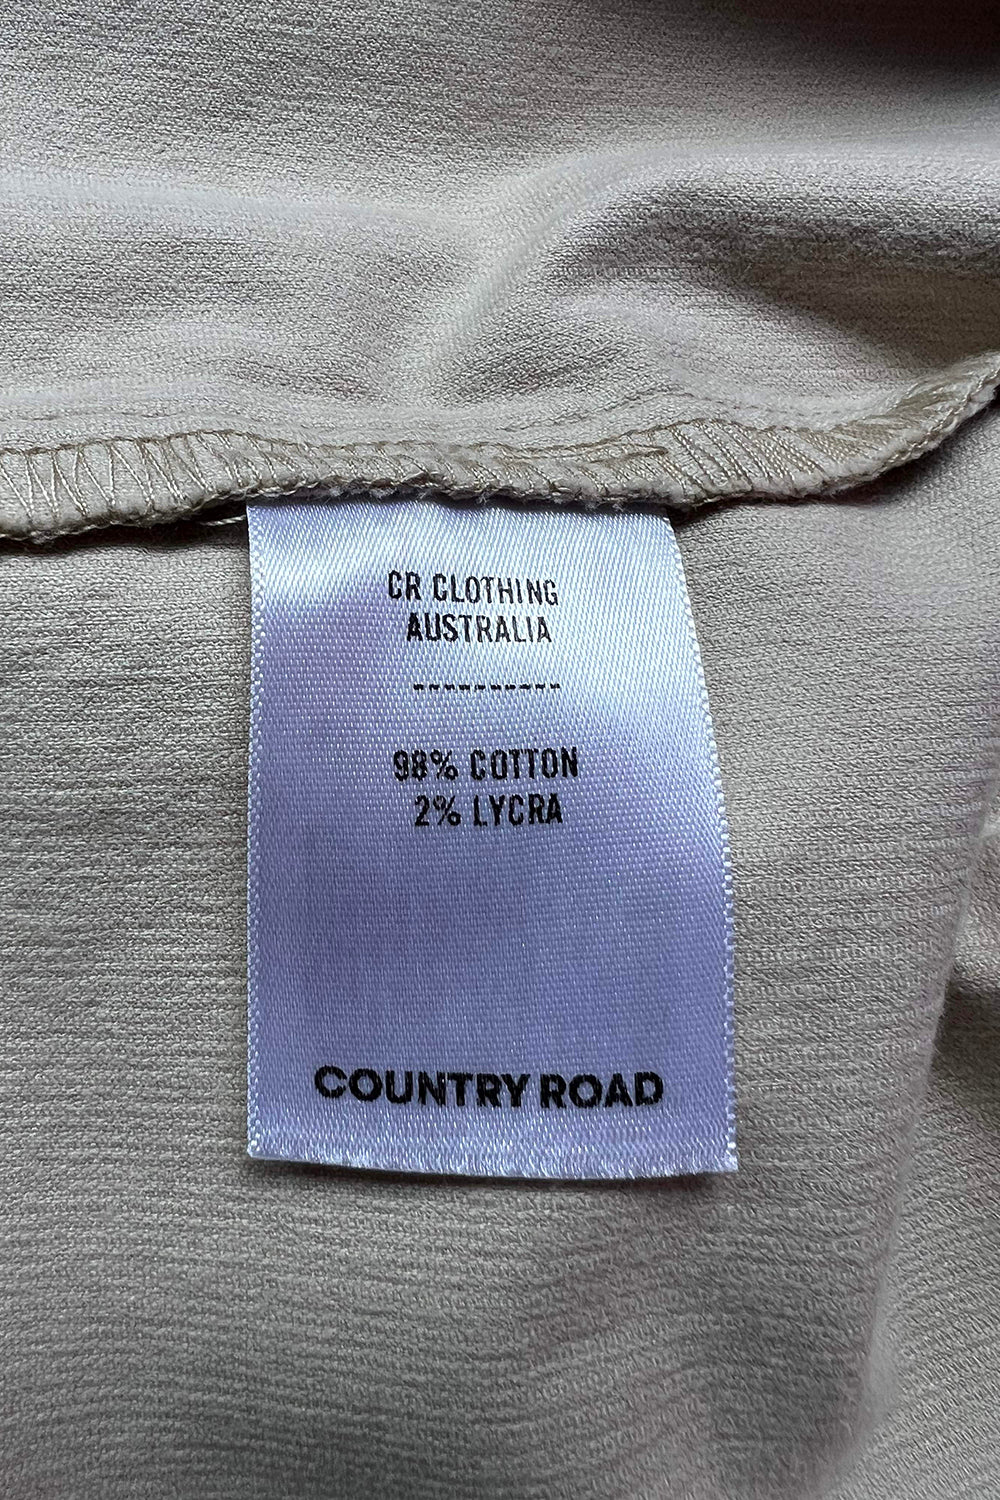 CR CLOTHING
AUSTRALIA
-----------
98% COTTON
2% LYCRA
COUNTRY ROAD